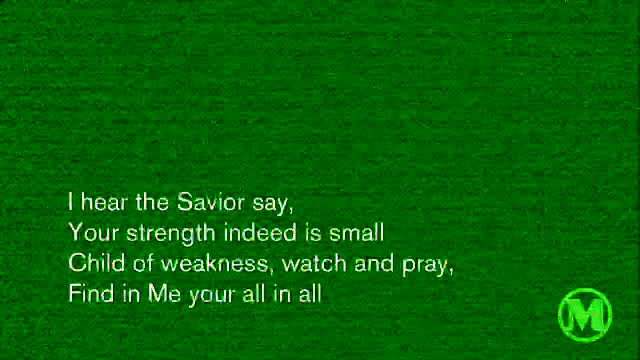 I hear the Savior say,
Your strength indeed is small
Child of weakness, watch and pray,
Find in Me your all in all
M